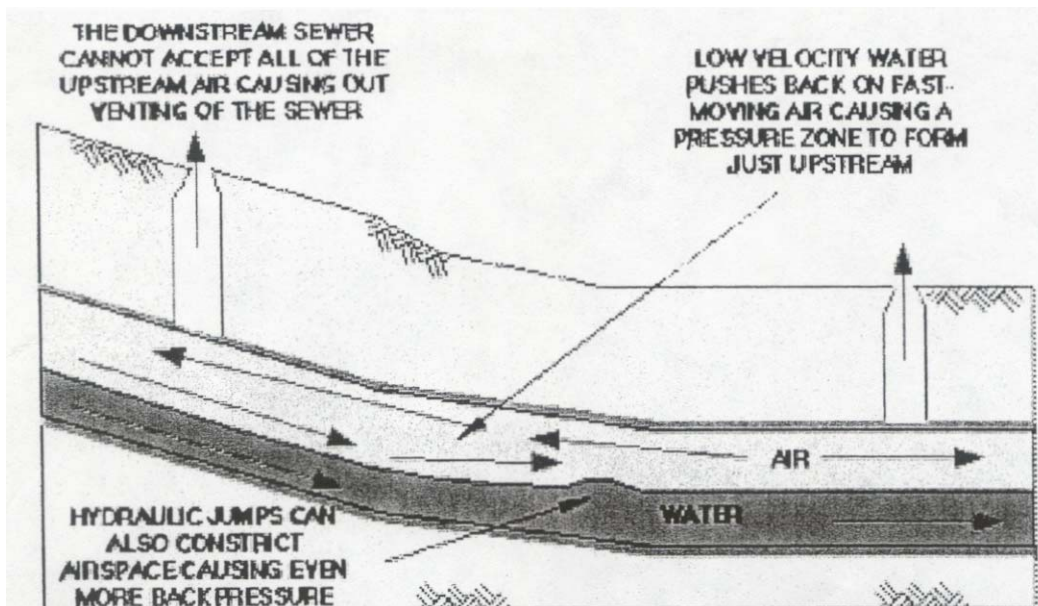 THE DOWNSTREAM SEWER
CANNOT ACCEPT ALL OF THE
UPSTREAM AIR CAUSING OUT
VENTING OF THE SEWER
LOW VELOCITY WATER
PUSHES BACK ON FAST-
MOVING AIR CAUSING A
PRESSURE ZONE TO FORM
JUST UPSTREAM
AIR
WATER
HYDRAULIC JUMPS CAN
ALSO CONSTRICT
AIRSPACE CAUSING EVEN
MORE BACKPRESSURE